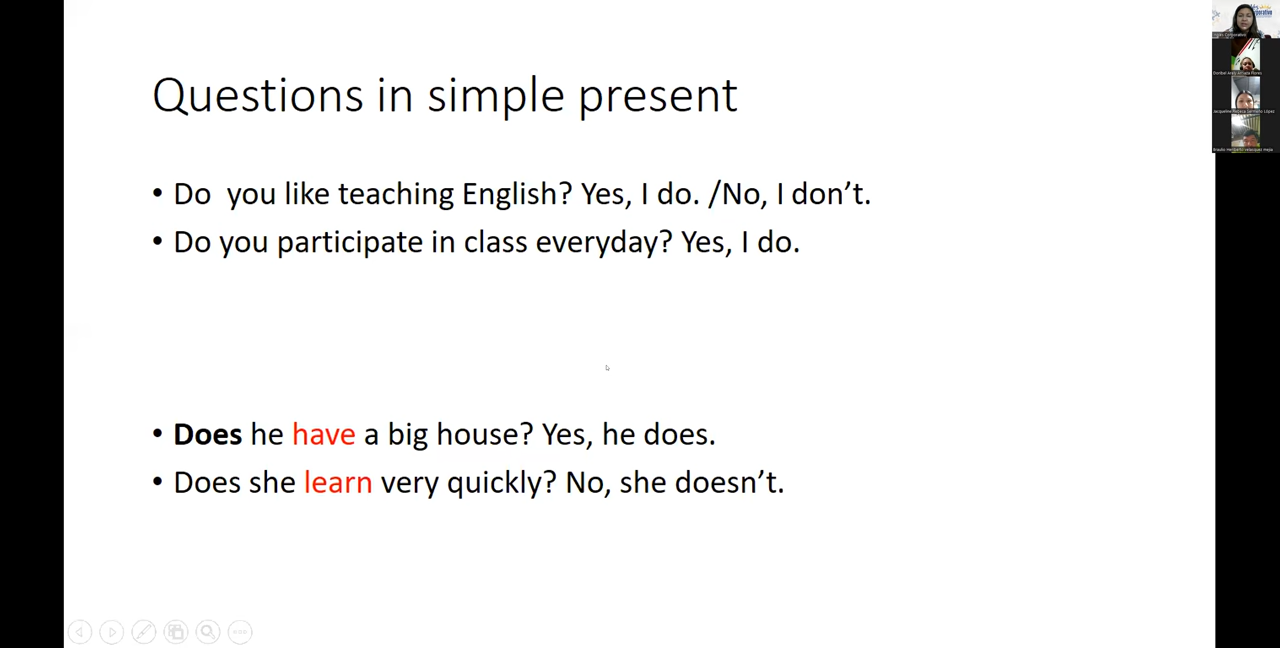 Questions in simple present
• Do  you like teaching English? Yes, I do. /No, I don’t.
• Do you participate in class everyday? Yes, I do.
• Does he have a big house? Yes, he does.
• Does she learn very quickly? No, she doesn’t.